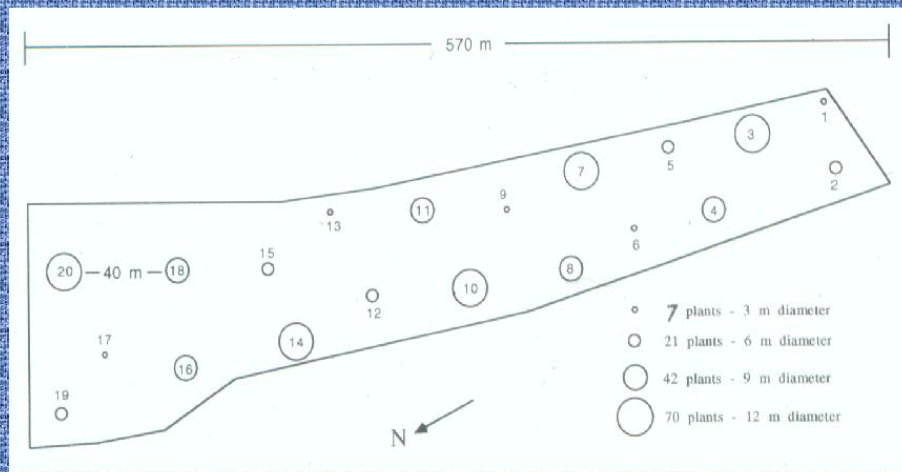 570 m
1
3
5
7
2
9
11
4
13
6
15
8
20 – 40 m – 18
10
12
7 plants - 3 m diameter
14
21 plants - 6 m diameter
17
16
42 plants - 9 m diameter
19
70 plants - 12 m diameter
N